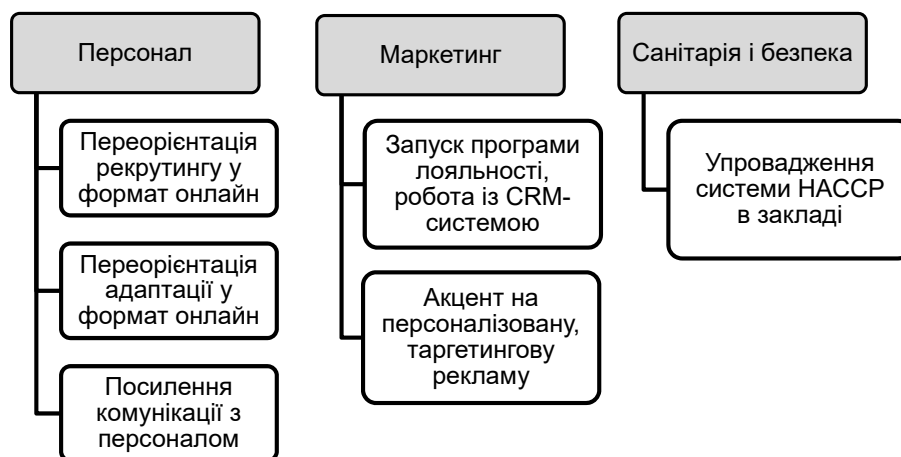 Персонал
Переорієнтація
рекрутингу у
формат онлайн
Переорієнтація
адаптації у
формат онлайн
Посилення
комунікації з
персоналом
Маркетинг
Запуск програми
лояльності,
робота із CRM-
системою
Акцент на
персоналізовану,
таргетингову
рекламу
Санітарія і безпека
Упровадження
системи НАССР
в закладі